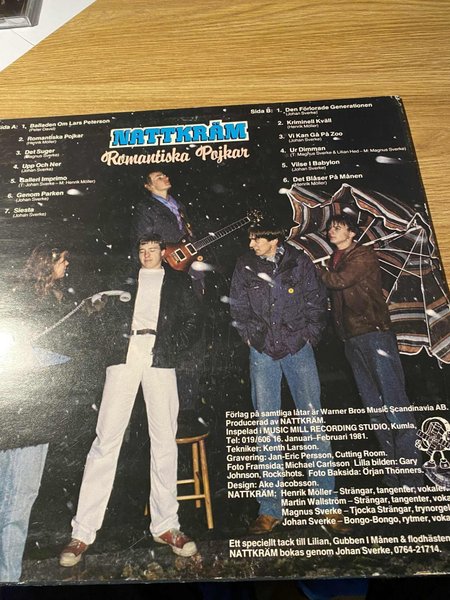 NATTKRÄM
Romantiska Pojkar
Sida A: 1. Balladen Om Lars Peterson
(Peter Devid)
2. Romantiska Pojkar
(Henrik Möller)
3. Det Suger
(Magnus Sverke)
4. Upp Och Ner
(Johan Sverke)
5. Balleri Imprimo
(T: Johan Sverke - M: Henrik Möller)
6. Genom Parken
(Johan Sverke)
7. Siesta
(Johan Sverke)
Sida B: 1. Den Förlorade Generationen
(Johan Sverke)
2. Kriminell Kväll
(Henrik Möller)
3. Vi Kan Gå På Zoo
(Johan Sverke)
4. Ur Dimman
(T: Magnus Sverke & Lilian Hed – M: Magnus Sverke)
5. Vilse I Babylon
(Johan Sverke)
6. Det Blåser På Månen
(Henrik Möller)
Förlag på samtliga låtar är Warner Bros Music Scandinavia AB.
Producerad av NATTKRÄM.
Inspelad i MUSIC MILL RECORDING STUDIO, Kumla,
Tel: 019/606 16. Januari–Februari 1981.
Tekniker: Kenth Larsson.
Gravering: Jan-Eric Persson, Cutting Room.
Foto Framsida; Michael Carlsson Lilla bilden: Gary
Johnson, Rockshots. Foto Baksida: Örjan Thönners.
Design: Åke Jacobsson.
NATTKRÄM; Henrik Möller – Strängar, tangenter, vokaler
Martin Wallström – Strängar, tangenter, voka
Magnus Sverke – Tjocka Strängar, trynorgel
Johan Sverke – Bongo-Bongo, rytmer, voka
Ett speciellt tack till Lilian, Gubben I Månen & flodhästen
NATTKRÄM bokas genom Johan Sverke, 0764-21714.